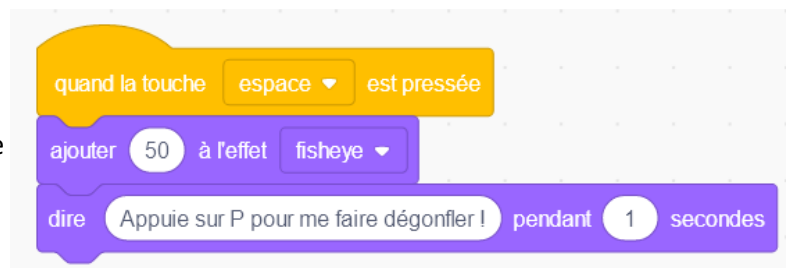 quand la touche espace est pressée
e
ajouter 50 à l'effet fisheye
dire Appuie sur P pour me faire dégonfler ! pendant 1 secondes